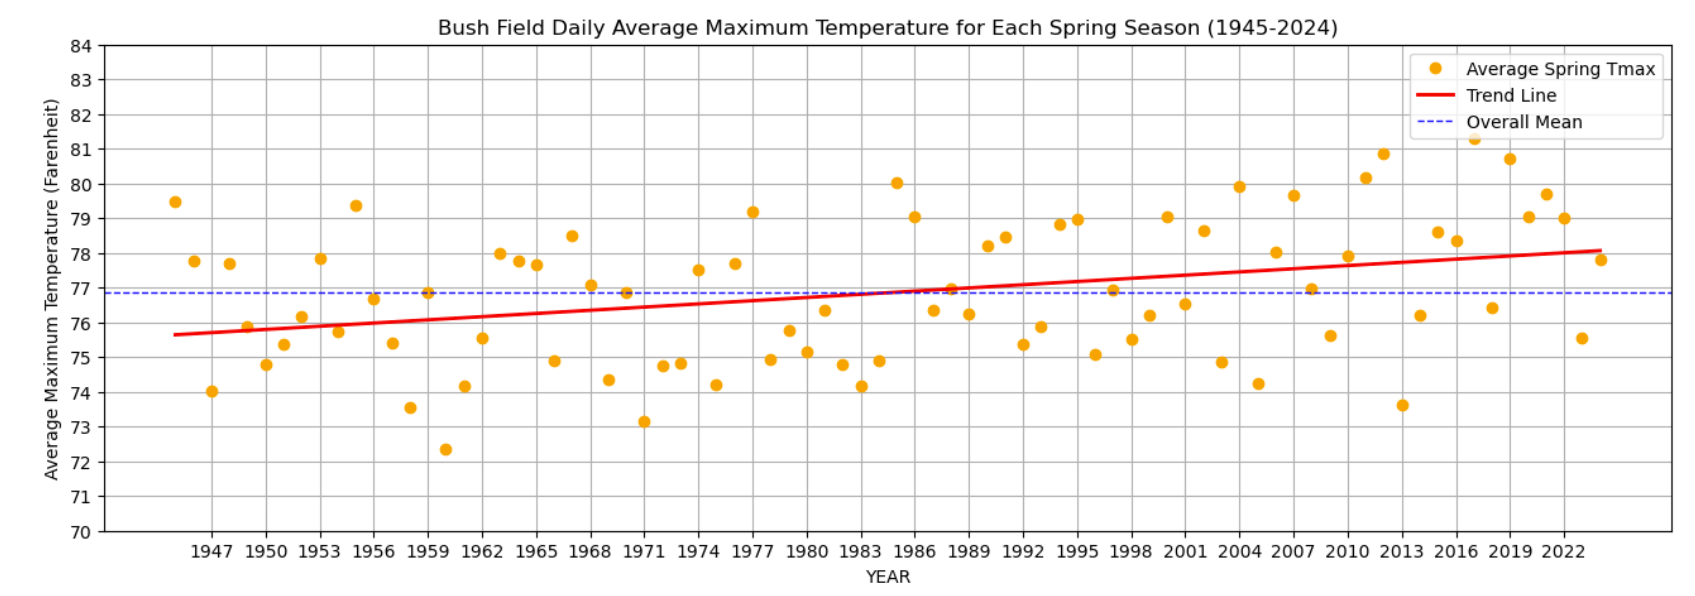 Bush Field Daily Average Maximum Temperature for Each Spring Season (1945-2024)
Average Maximum Temperature (Farenheit)
84
83
82
81
80
79
78
77
76
75
74
73
72
71
70
Average Spring Tmax
Trend Line
Overall Mean
1947 1950 1953 1956 1959 1962 1965 1968 1971 1974 1977 1980 1983 1986 1989 1992 1995 1998 2001 2004 2007 2010 2013 2016 2019 2022
YEAR